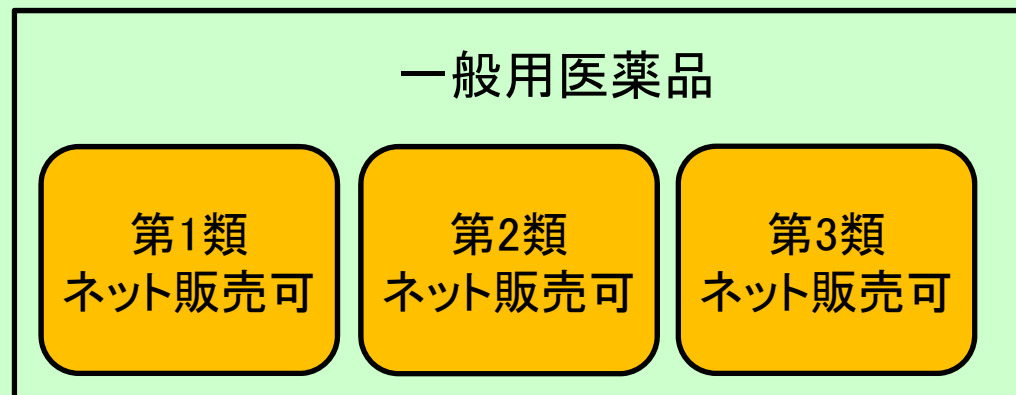 一般用医薬品
第1類
ネット販売可
第2類
ネット販売可
第3類
ネット販売可